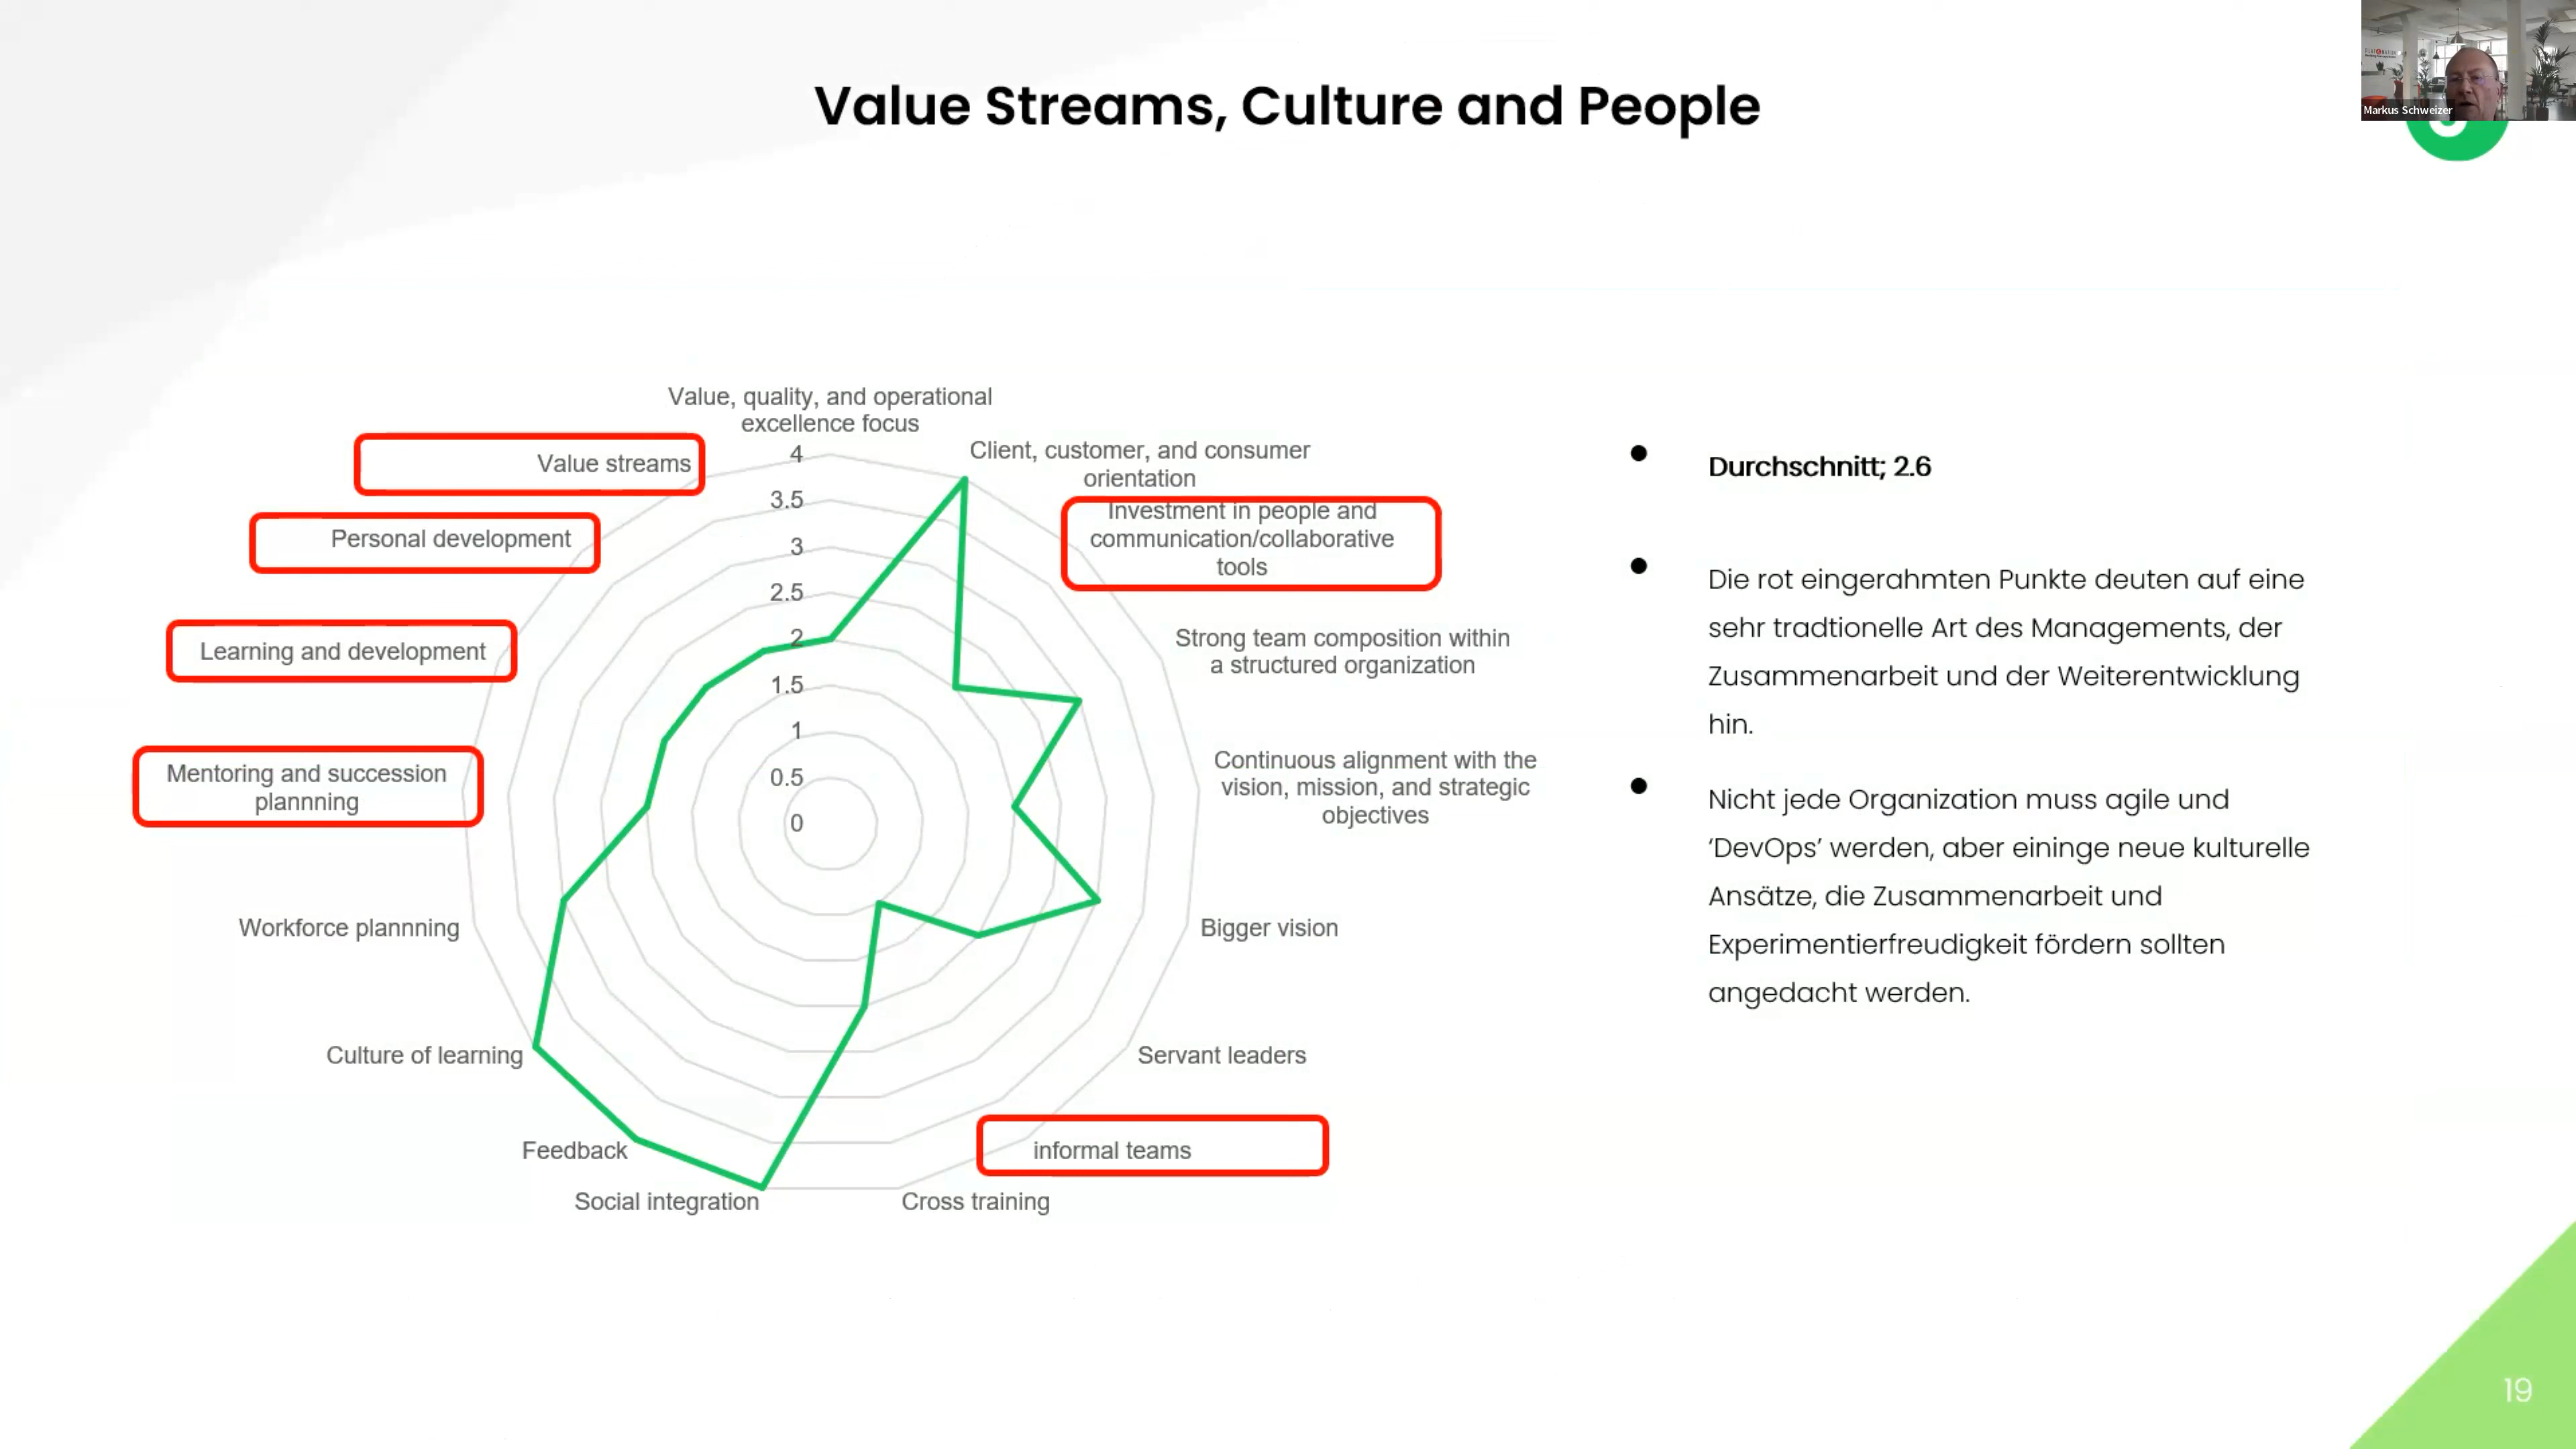 Markus Schweizer
Value Streams, Culture and People
Value, quality, and operational
excellence focus
Client, customer, and consumer
orientation
Investment in people and
communication/collaborative
tools
Strong team composition within
a structured organization
Continuous alignment with the
vision, mission, and strategic
objectives
Bigger vision
Servant leaders
informal teams
Cross training
Social integration
Feedback
Culture of learning
Workforce plannning
Mentoring and succession
plannning
Learning and development
Personal development
Value streams
4
3.5
3
2.5
2
1.5
1
0.5
0
Durchschnitt; 2.6
Die rot eingerahmten Punkte deuten auf eine
sehr tradtionelle Art des Managements, der
Zusammenarbeit und der Weiterentwicklung
hin.
Nicht jede Organization muss agile und
‘DevOps’ werden, aber eininge neue kulturelle
Ansätze, die Zusammenarbeit und
Experimentierfreudigkeit fördern sollten
angedacht werden.
19